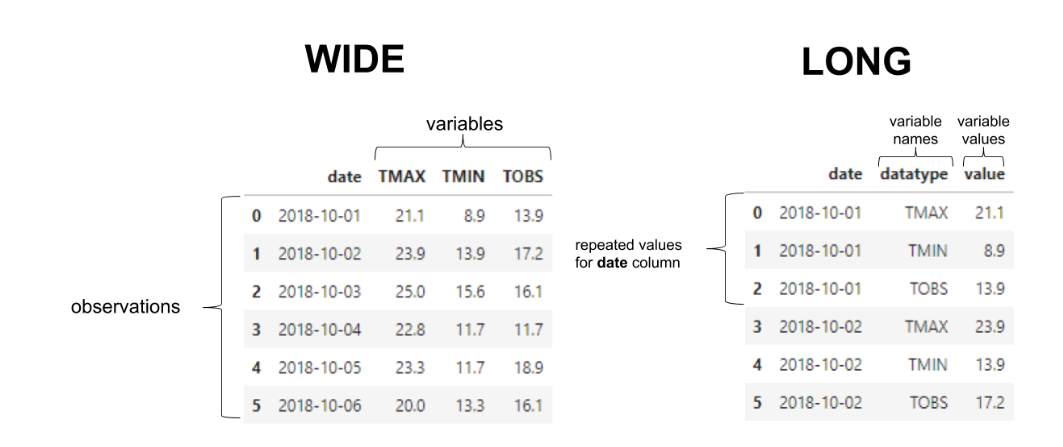 WIDE
variables
date TMAX TMIN TOBS
0 2018-10-01 21.1 8.9 13.9
1 2018-10-02 23.9 13.9 17.2
2 2018-10-03 25.0 15.6 16.1
3 2018-10-04 22.8 11.7 11.7
4 2018-10-05 23.3 11.7 18.9
5 2018-10-06 20.0 13.3 16.1
observations
LONG
variable
names
variable
values
date datatype value
0 2018-10-01 TMAX 21.1
1 2018-10-01 TMIN 8.9
2 2018-10-01 TOBS 13.9
3 2018-10-02 TMAX 23.9
4 2018-10-02 TMIN 13.9
5 2018-10-02 TOBS 17.2
repeated values
for date column